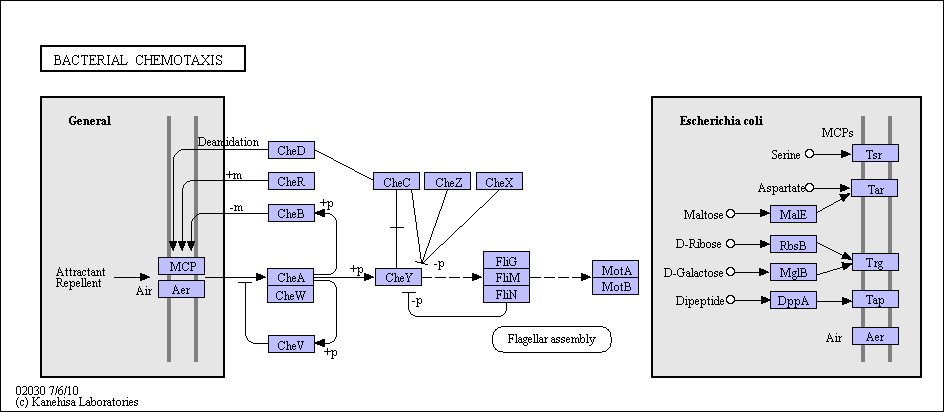 BACTERIAL CHEMOTAXIS
General
Escherichia coli
MCPs
Deamidation
CheD
Serine
Tsr
+m
CheR
CheC
CheZ
CheX
Aspartate
Tar
-m
CheB
+p
Maltose
MalE
D-Ribose
RbsB
MCP
-p
FliG
Trg
Attractant
Repellent
CheA
+p
CheY
FliM
MotA
D-Galactose
MglB
Air
Aer
CheW
FliN
MotB
-p
Dipeptide
DppA
Tap
CheV
+p
Flagellar assembly
Air
Aer
02030 7/6/10
(c) Kanehisa Laboratories